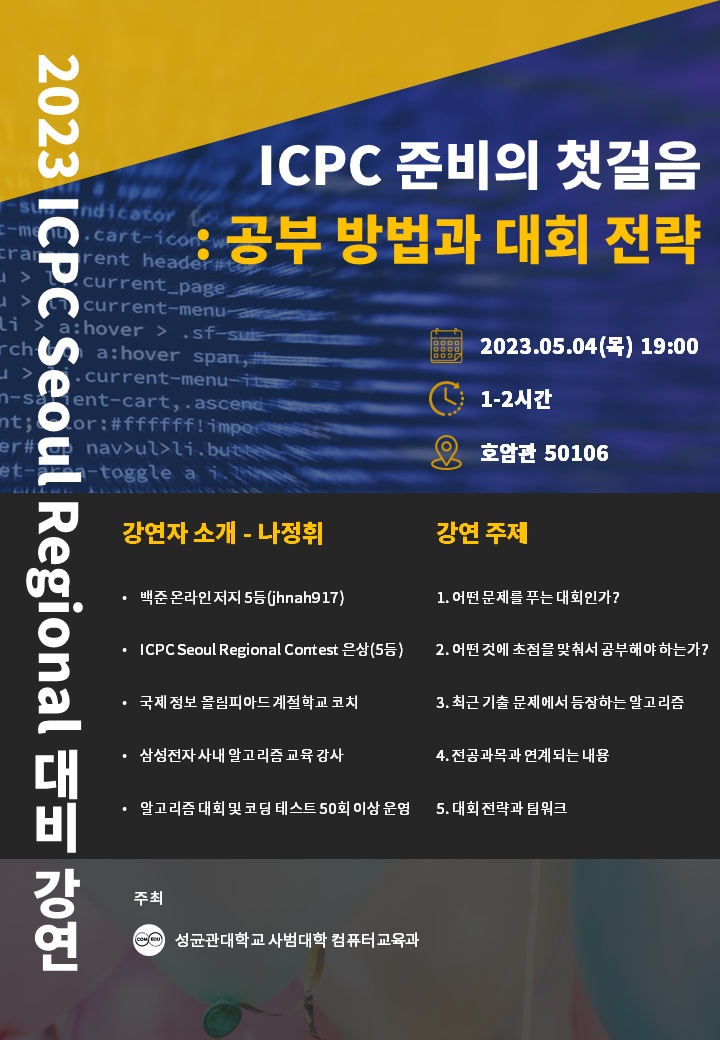 2023 ICPC Seoul Regional 대비 강연
ICPC 준비의 첫걸음
: 공부 방법과 대회 전략
2023.05.04(목) 19:00
1-2시간
호암관 50106
강연자 소개 - 나정휘
• 백준 온라인 저지 5등(jhnah917)
• ICPC Seoul Regional Contest 은상(5등)
• 국제 정보 올림피아드 계절학교 코치
• 삼성전자 사내 알고리즘 교육 강사
• 알고리즘 대회 및 코딩 테스트 50회 이상 운영
강연 주제
1. 어떤 문제를 푸는 대회인가?
2. 어떤 것에 초점을 맞춰서 공부해야 하는가?
3. 최근 기출 문제에서 등장하는 알고리즘
4. 전공과목과 연계되는 내용
5. 대회 전략과 팀워크
주최
COM EDU
성균관대학교 사범대학 컴퓨터교육과